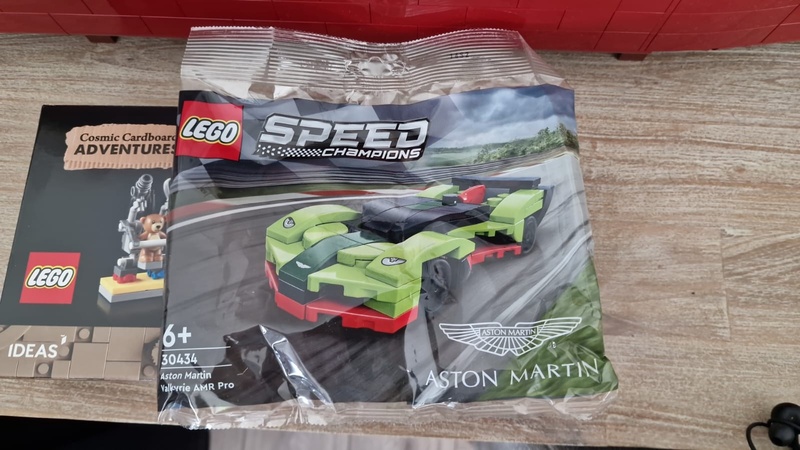 Cosmic Cardboard
ADVENTURES
LEGO
IDEAS
LEGO
SPEED
CHAMPIONS
6+
30434
Aston Martin
Valkyrie AMR Pro
ASTON MARTIN
ASTON MARTIN